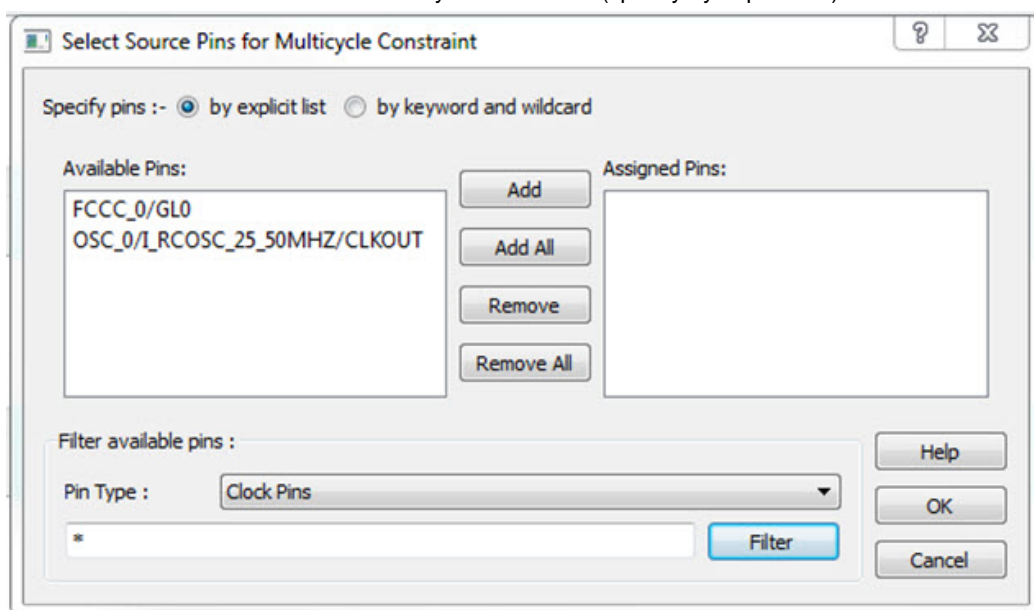 Select Source Pins for Multicycle Constraint
Specify pins :- by explicit list by keyword and wildcard
Available Pins:
Assigned Pins:
FCCC_0/GL0
OSC_0/I_RCOSC_25_50MHZ/CLKOUT
Add
Add All
Remove
Remove All
Filter available pins :
Pin Type : Clock Pins
*
Filter
Help
OK
Cancel